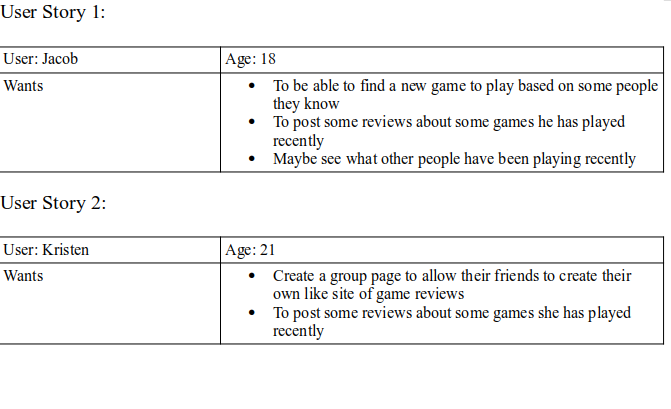 User Story 1:
User: Jacob
Age: 18
Wants
• To be able to find a new game to play based on some people
they know
• To post some reviews about some games he has played
recently
• Maybe see what other people have been playing recently
User Story 2:
User: Kristen
Age: 21
Wants
• Create a group page to allow their friends to create their
own like site of game reviews
• To post some reviews about some games she has played
recently